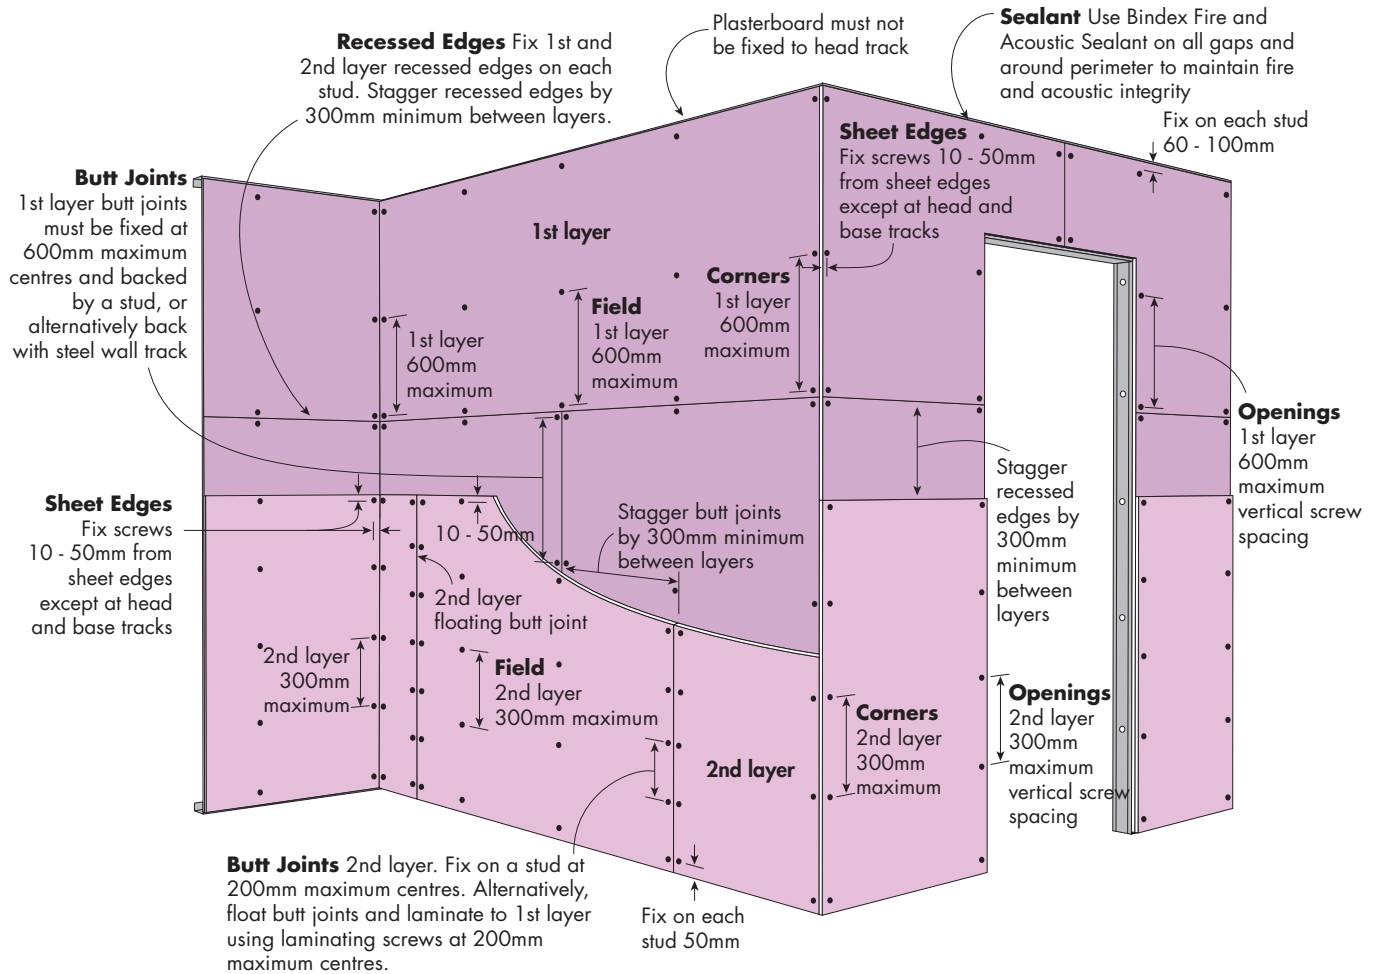 Recessed Edges Fix 1st and
2nd layer recessed edges on each
stud. Stagger recessed edges by
300mm minimum between layers.
Plasterboard must not
be fixed to head track
Sealant Use Bindex Fire and
Acoustic Sealant on all gaps and
around perimeter to maintain fire
and acoustic integrity
Fix on each stud
60 - 100mm
Sheet Edges
Fix screws 10 - 50mm
from sheet edges
except at head and
base tracks
Butt Joints
1st layer butt joints
must be fixed at
600mm maximum
centres and backed
by a stud, or
alternatively back
with steel wall track
1st layer
Corners
1st layer
600mm
maximum
Field
1st layer
600mm
maximum
1st layer
600mm
maximum
Openings
1st layer
600mm
maximum
vertical screw
spacing
Stagger
recessed
edges by
300mm
minimum
between
layers
Sheet Edges
Fix screws
10 - 50mm from
sheet edges
except at head
and base tracks
10 - 50mm
Stagger butt joints
by 300mm minimum
between layers
2nd layer
floating butt joint
2nd layer
300mm
maximum
Field
2nd layer
300mm maximum
Corners
2nd layer
300mm
maximum
Openings
2nd layer
300mm
maximum
vertical screw
spacing
2nd layer
Butt Joints 2nd layer. Fix on a stud at
200mm maximum centres. Alternatively,
float butt joints and laminate to 1st layer
using laminating screws at 200mm
maximum centres.
Fix on each
stud 50mm